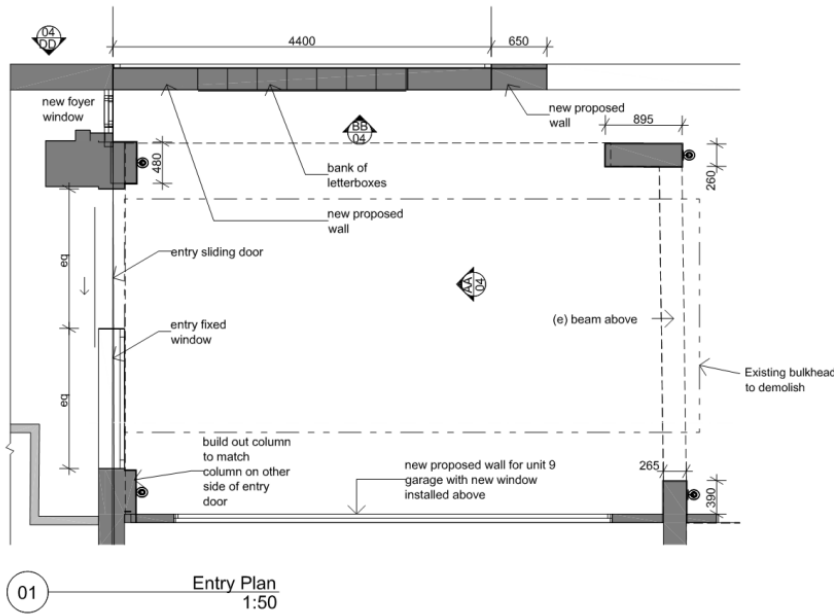 04
DD
4400
650
new foyer
window
new proposed
wall
895
BB
04
480
260
bank of
letterboxes
new proposed
wall
eq
entry sliding door
AA
04
(e) beam above
entry fixed
window
Existing bulkhead
to demolish
eq
build out column
to match
column on other
side of entry
door
new proposed wall for unit 9
garage with new window
installed above
265
390
01
Entry Plan
1:50